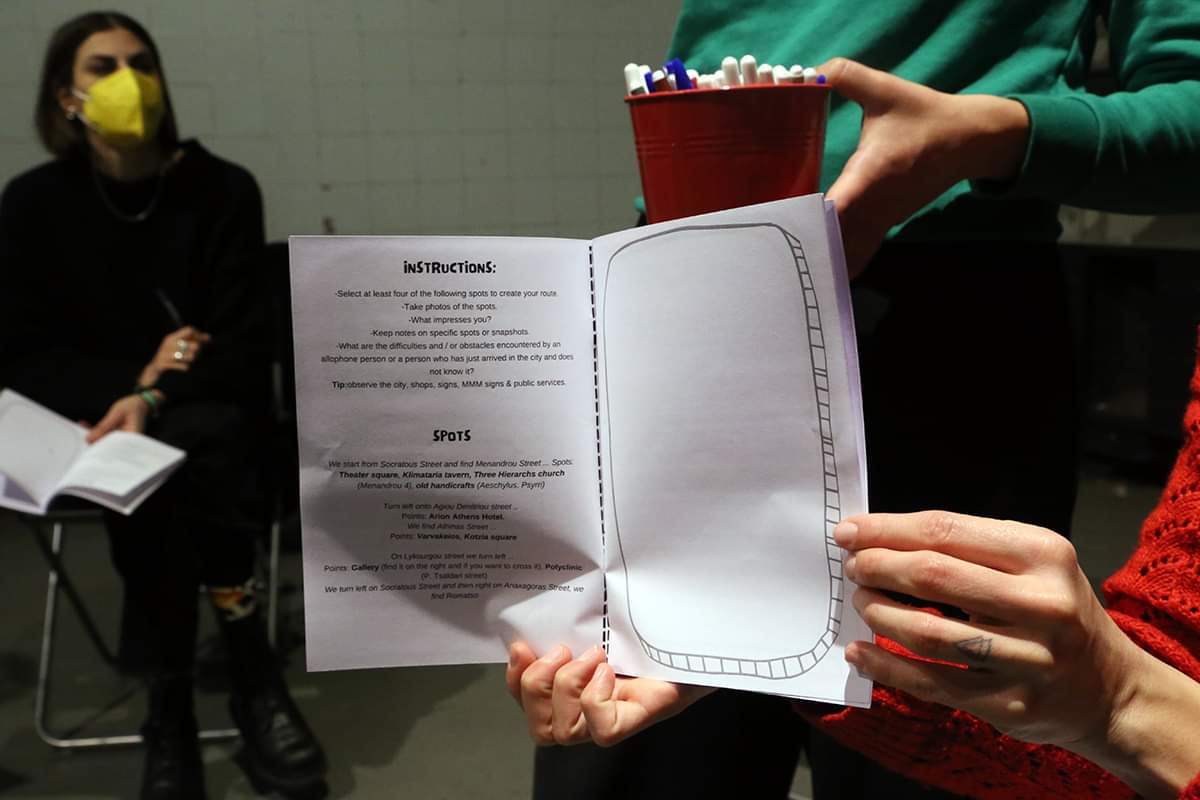 INSTRUCTIONS:
-Select at least four of the following spots to create your route.
-Take photos of the spots.
-What impresses you?
-Keep notes on specific spots or snapshots.
-What are the difficulties and / or obstacles encountered by an
allophone person or a person who has just arrived in the city and does
not know it?
Tip:observe the city, shops, signs, MMM signs & public services.
SPOTS
We start from Socratous Street and find Menandrou Street ... Spots:
Theater square, Klimataria tavern, Three Hierarchs church
(Menandrou 4), old handicrafts (Aeschylus, Psyrri)
Turn left onto Agiou Dimitriou street ..
Points: Arion Athens Hotel.
We find Athinas Street ...
Points: Varvakeios, Kotzia square
On Lykourgou street we turn left ...
Points: Gallery (find it on the right and if you want to cross it), Polyclinic
(P. Tsaldari street)
We turn left on Socratous Street and then right on Anaxagoras Street, we
find Romatso